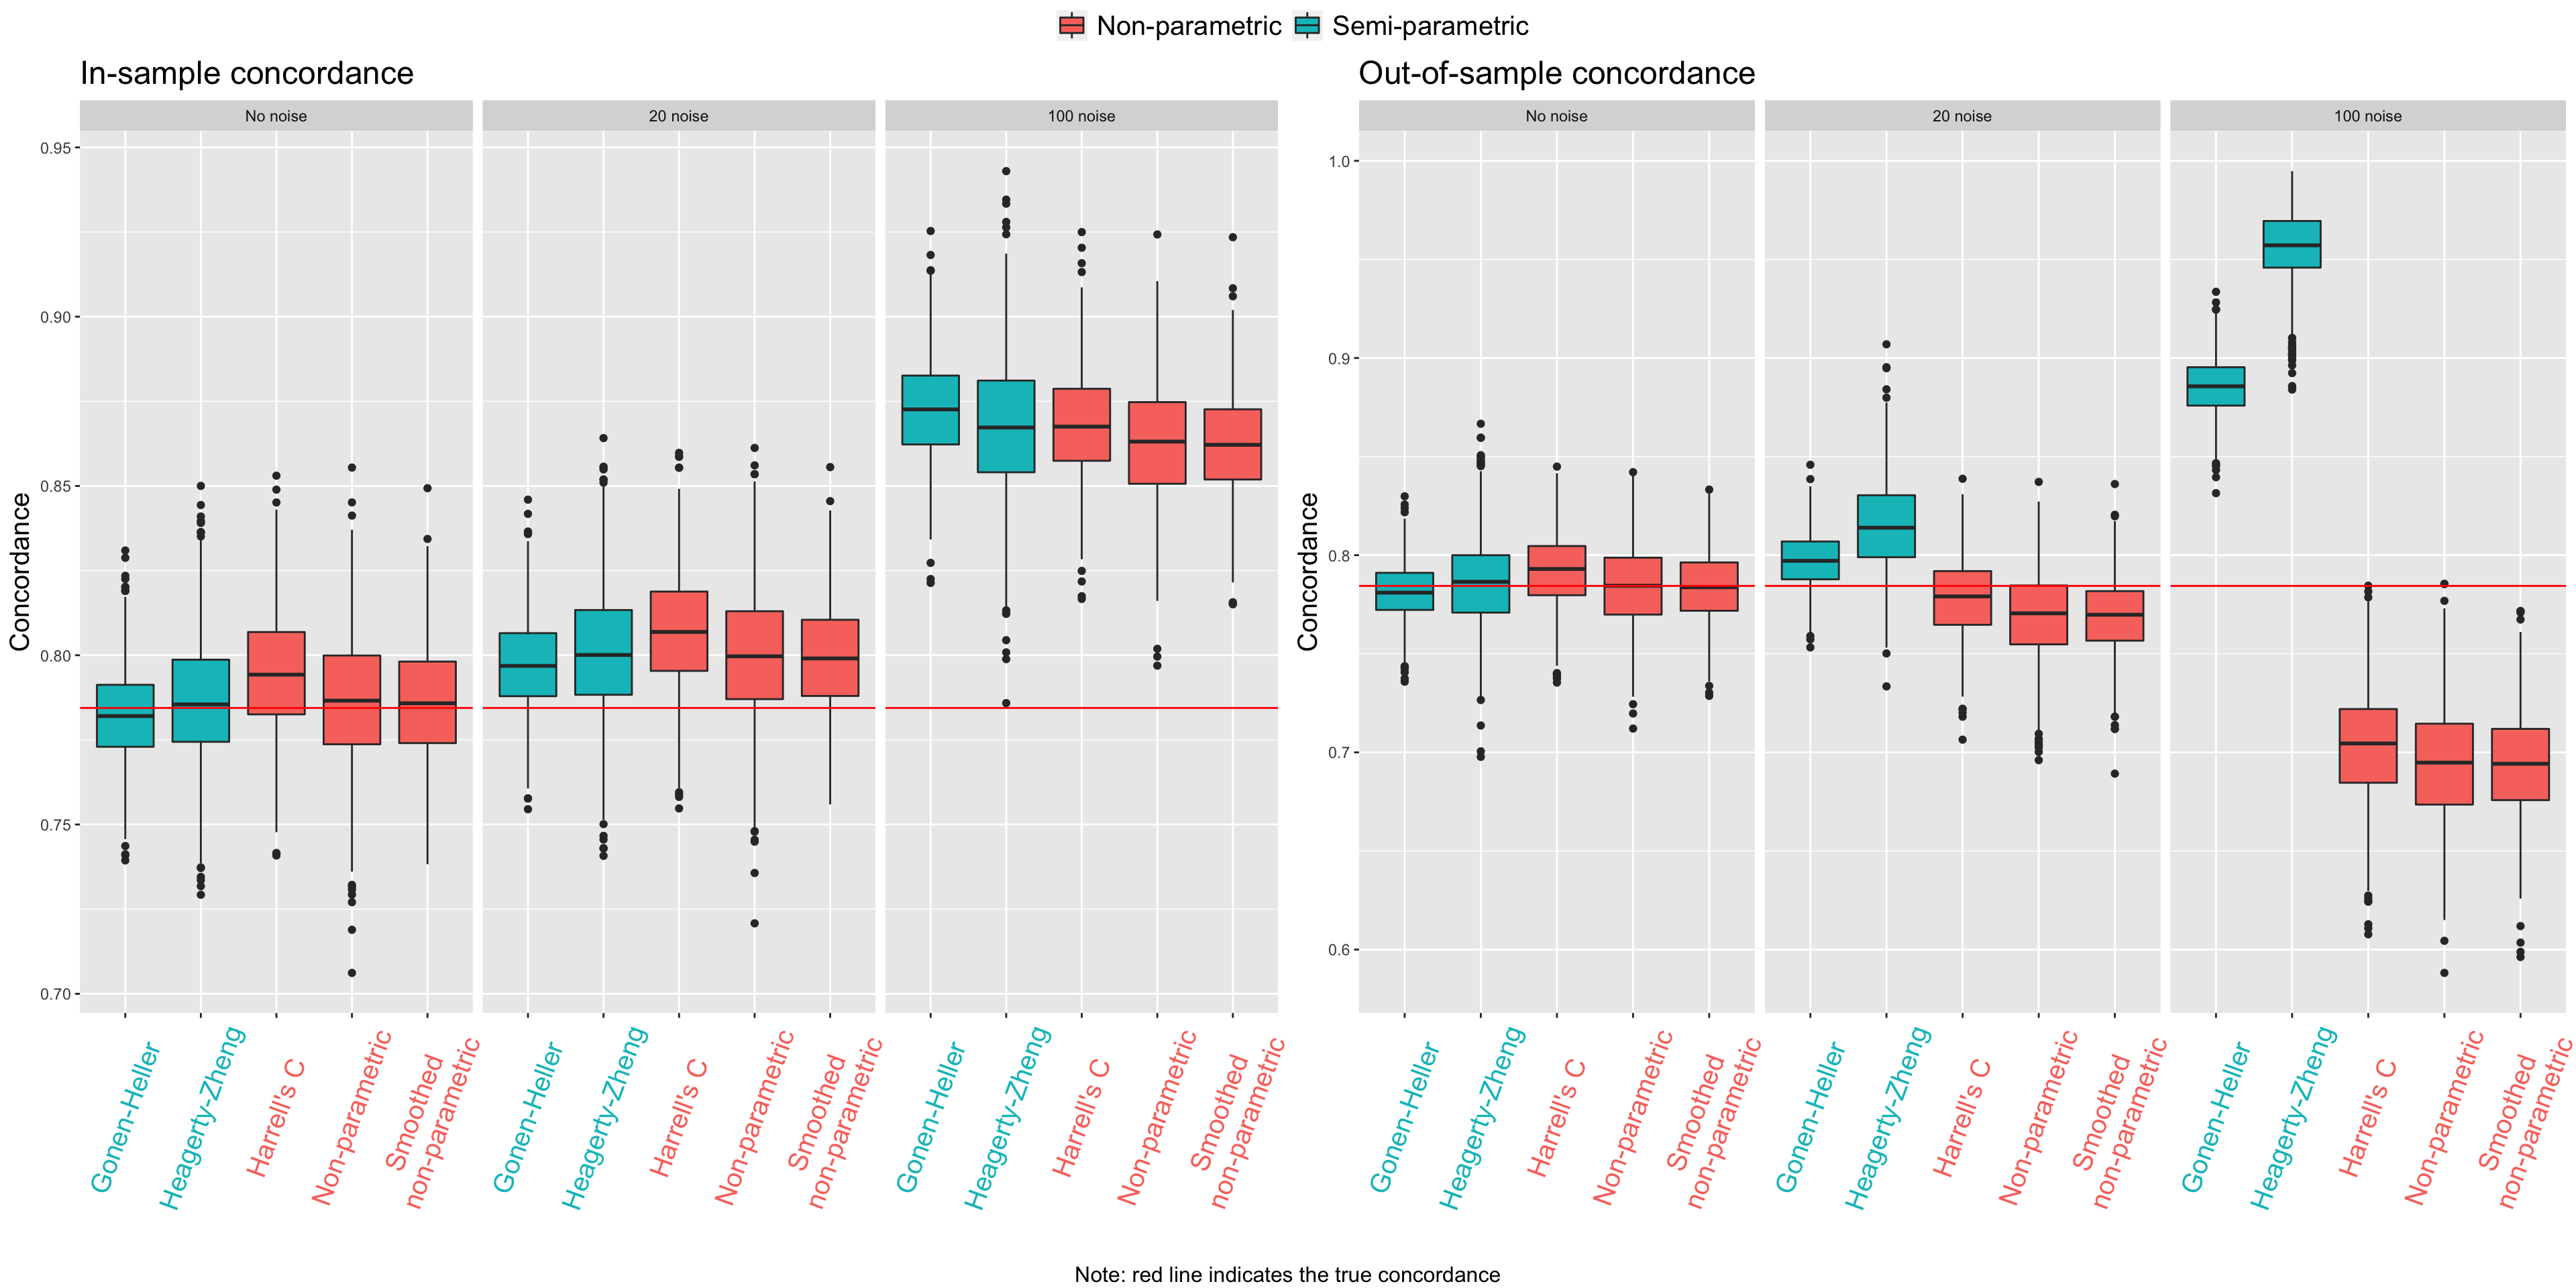 Non-parametric Semi-parametric
In-sample concordance
No noise 20 noise 100 noise
Concordance
0.95
0.90
0.85
0.80
0.75
0.70
Gonen-Heller
Heagerty-Zheng
Harrell's C
Non-parametric
Smoothed
non-parametric
Gonen-Heller
Heagerty-Zheng
Harrell's C
Non-parametric
Smoothed
non-parametric
Gonen-Heller
Heagerty-Zheng
Harrell's C
Non-parametric
Smoothed
non-parametric
Out-of-sample concordance
No noise 20 noise 100 noise
Concordance
1.0
0.9
0.8
0.7
0.6
Gonen-Heller
Heagerty-Zheng
Harrell's C
Non-parametric
Smoothed
non-parametric
Gonen-Heller
Heagerty-Zheng
Harrell's C
Non-parametric
Smoothed
non-parametric
Gonen-Heller
Heagerty-Zheng
Harrell's C
Non-parametric
Smoothed
non-parametric
Note: red line indicates the true concordance